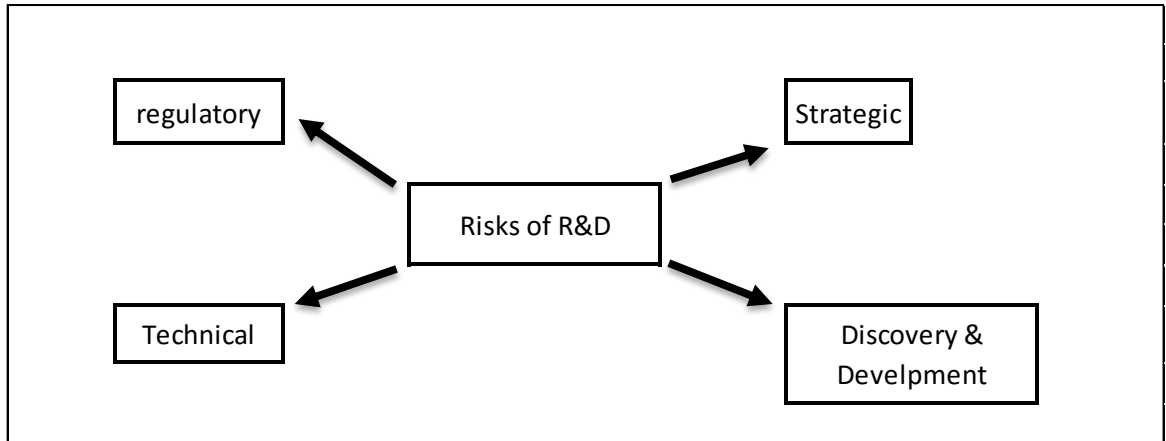 regulatory
Strategic
Risks of R&D
Technical
Discovery &
Develpment